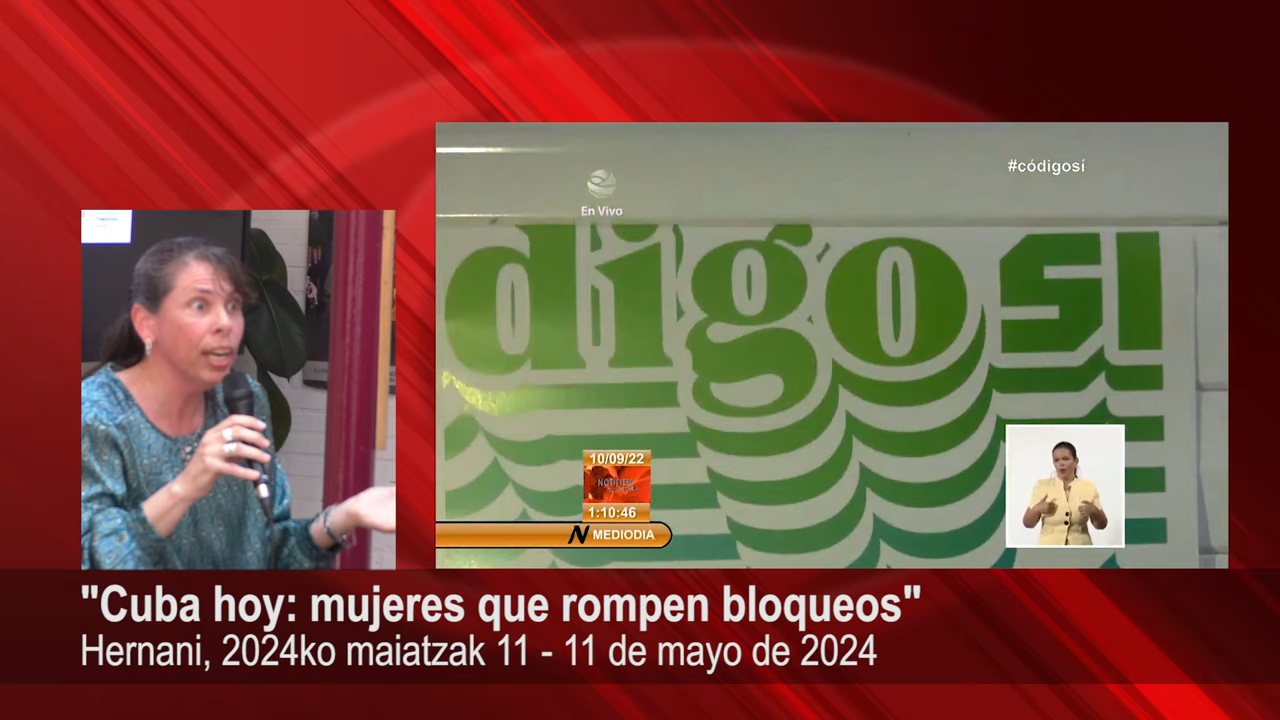 #códigosí
En Vivo
digo SI
10/09/22
1:10:46
N MEDIODIA
"Cuba hoy: mujeres que rompen bloqueos"
Hernani, 2024ko maiatzak 11 - 11 de mayo de 2024